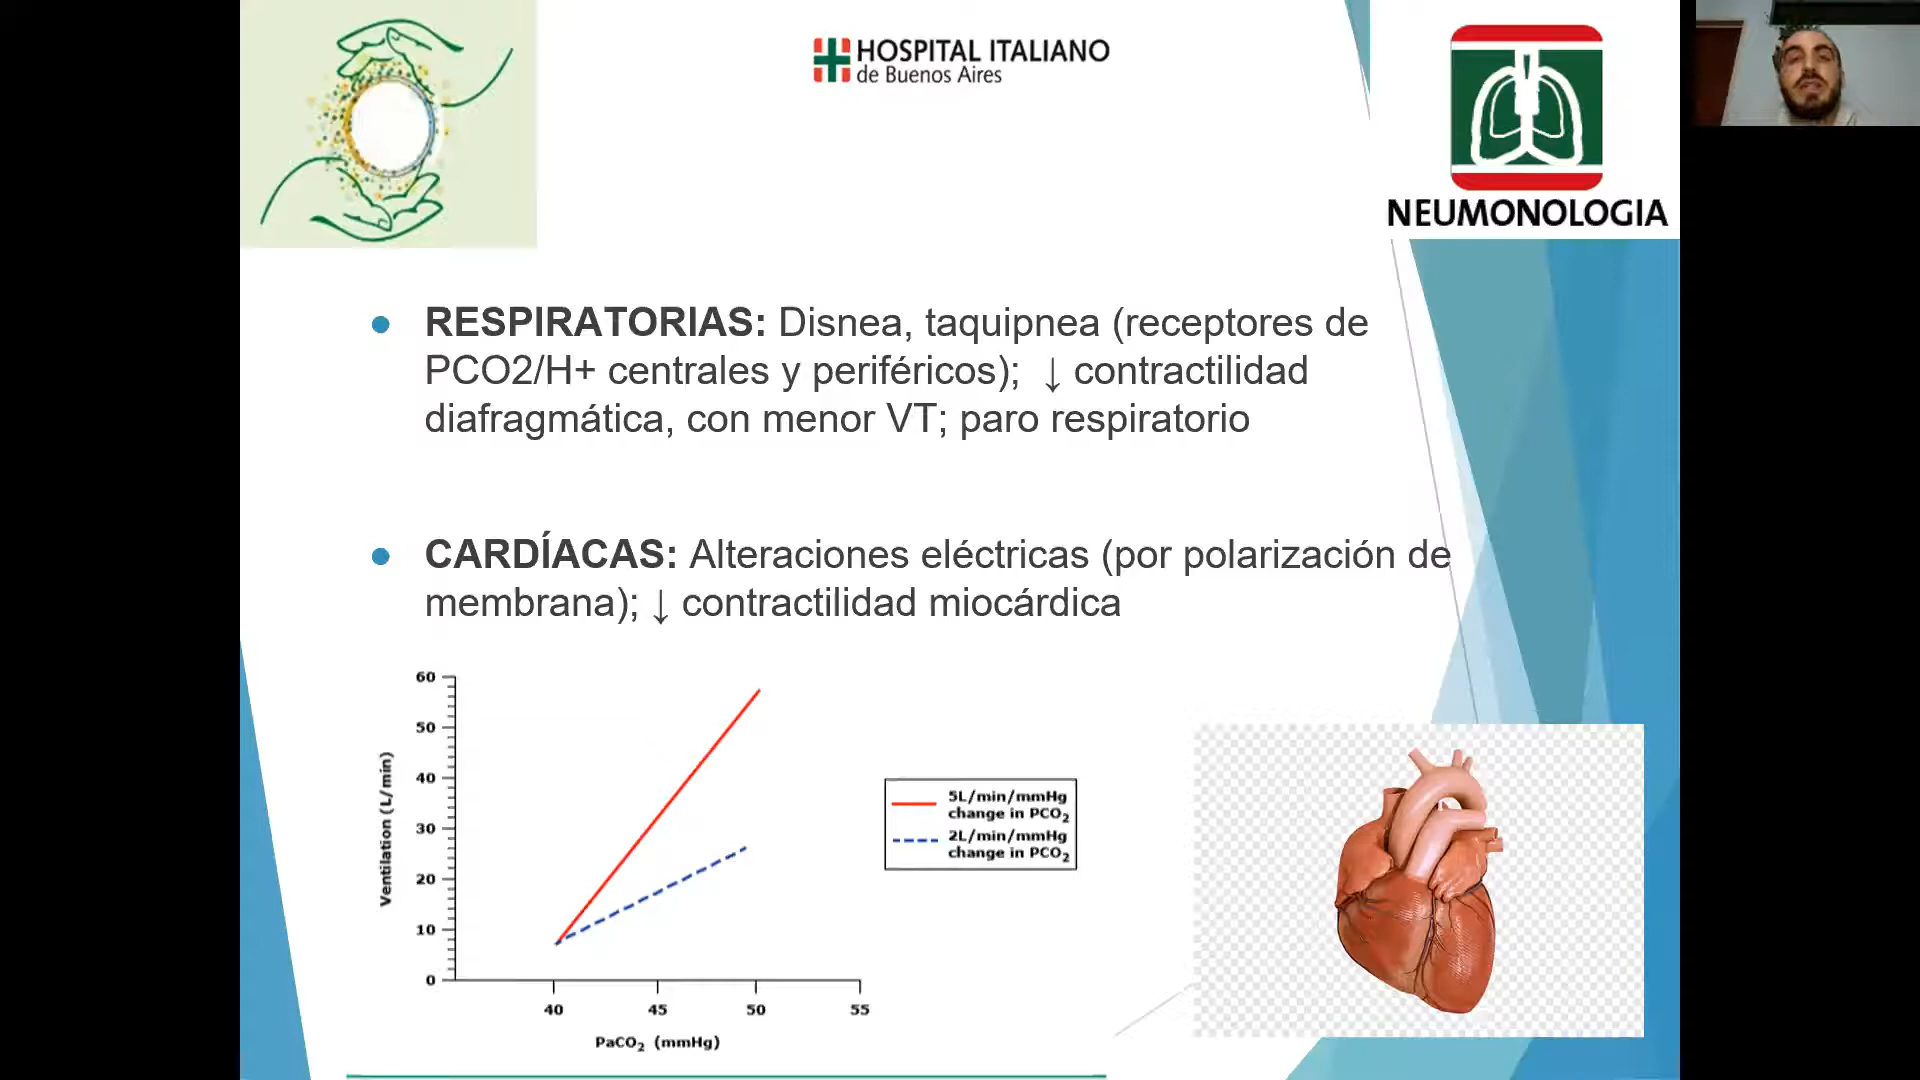 HOSPITAL ITALIANO
de Buenos Aires
NEUMONOLOGIA
● RESPIRATORIAS: Disnea, taquipnea (receptores de
PCO2/H+ centrales y periféricos); ↓ contractilidad
diafragmática, con menor VT; paro respiratorio
● CARDÍACAS: Alteraciones eléctricas (por polarización de
membrana); ↓ contractilidad miocárdica
Ventilation (L/min)
60
50
40
30
20
10
0
40 45 50 55
PaCO₂ (mmHg)
5L/min/mmHg
change in PCO₂
2L/min/mmHg
change in PCO₂